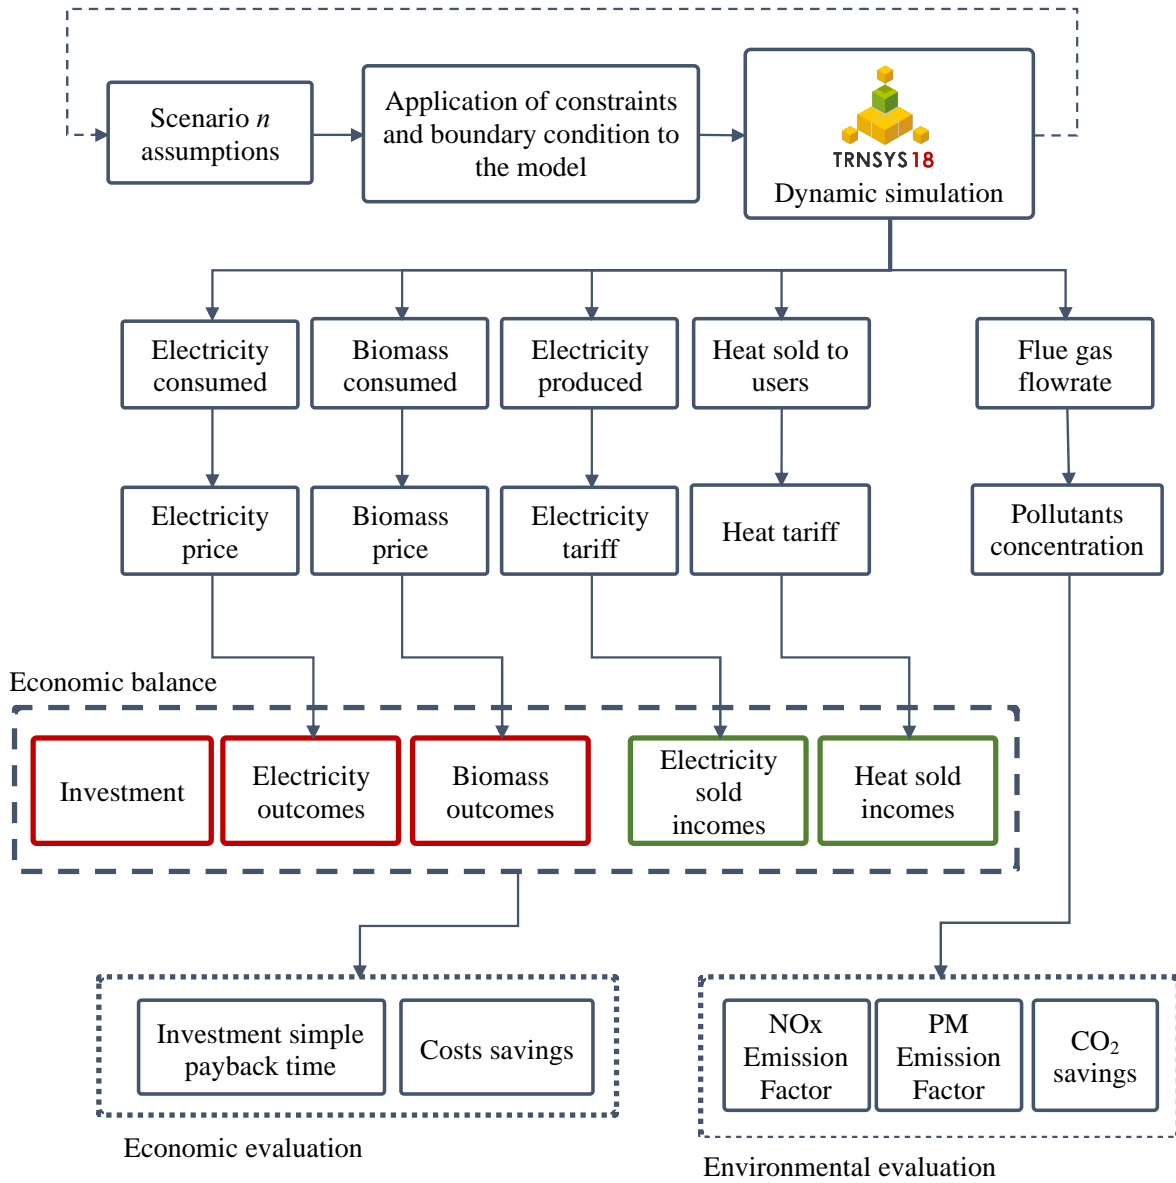 Scenario n
assumptions
Application of constraints
and boundary condition to
the model
TRNSYS18
Dynamic simulation
Electricity
consumed
Biomass
consumed
Electricity
produced
Heat sold to
users
Flue gas
flowrate
Electricity
price
Biomass
price
Electricity
tariff
Heat tariff
Pollutants
concentration
Economic balance
Investment
Electricity
outcomes
Biomass
outcomes
Electricity
sold
incomes
Heat sold
incomes
Investment simple
payback time
Costs savings
Economic evaluation
NOx
Emission
Factor
PM
Emission
Factor
CO₂
savings
Environmental evaluation